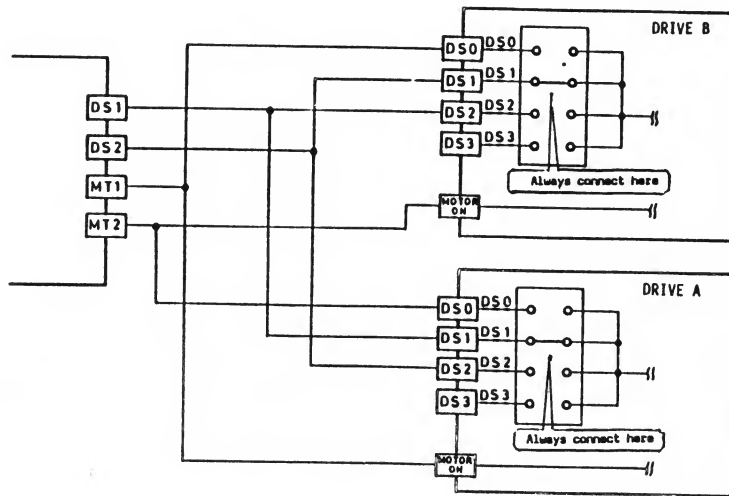 DRIVE B
DS0 DS0
DS1 DS1
DS2 DS2
DS3 DS3
Always connect here
MOTOR ON
DS1
DS2
MT1
MT2
DRIVE A
DS0 DS0
DS1 DS1
DS2 DS2
DS3 DS3
Always connect here
MOTOR ON